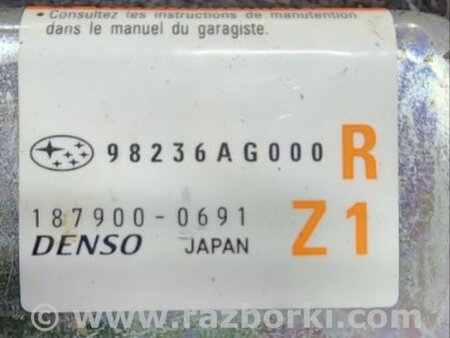 • Consultez les instructions de manutention
dans le manuel du garagiste.
98236AG000 R
187900-0691
DENSO JAPAN Z1
© www.razborki.com